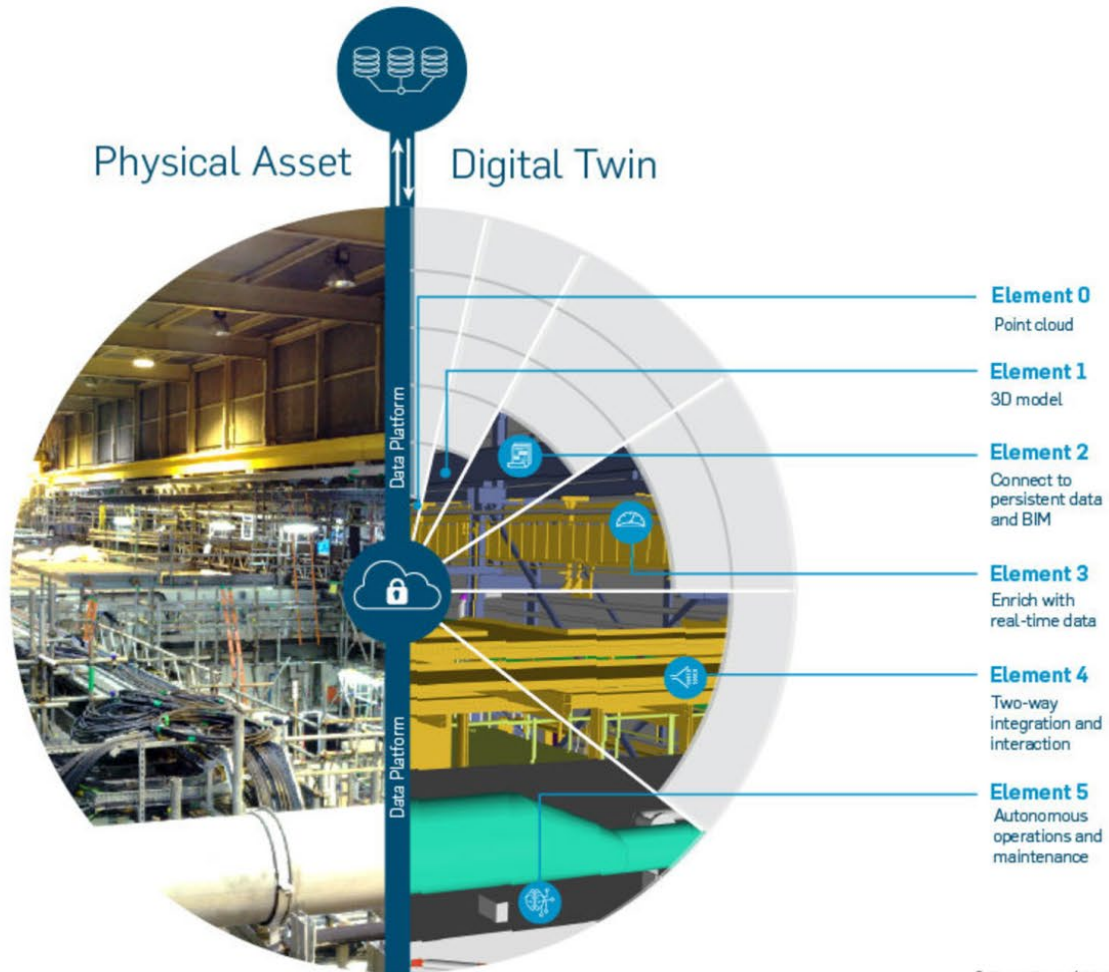 Physical Asset
Digital Twin
Data Platform
Data Platform
Element 0
Point cloud
Element 1
3D model
Element 2
Connect to
persistent data
and BIM
Element 3
Enrich with
real-time data
Element 4
Two-way
integration and
interaction
Element 5
Autonomous
operations and
maintenance